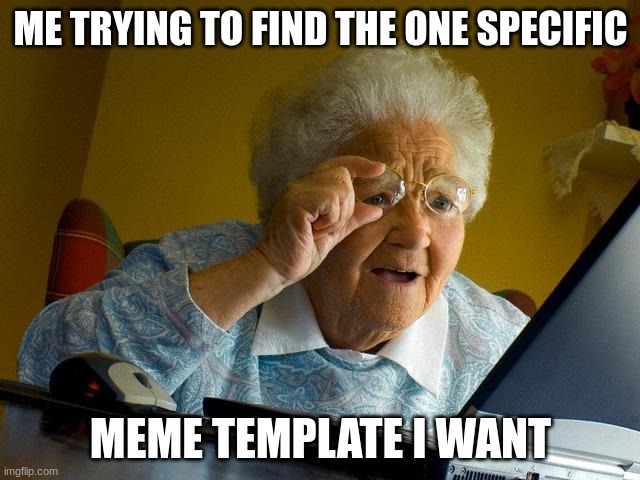 ME TRYING TO FIND THE ONE SPECIFIC
MEME TEMPLATE I WANT
imgflip.com